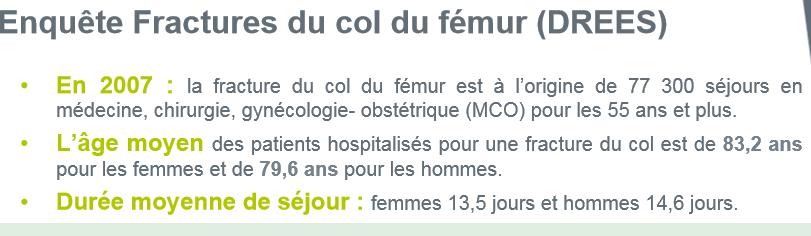 Enquête Fractures du col du fémur (DREES)
• En 2007 : la fracture du col du fémur est à l’origine de 77 300 séjours en
médecine, chirurgie, gynécologie- obstétrique (MCO) pour les 55 ans et plus.
• L’âge moyen des patients hospitalisés pour une fracture du col est de 83,2 ans
pour les femmes et de 79,6 ans pour les hommes.
• Durée moyenne de séjour : femmes 13,5 jours et hommes 14,6 jours.